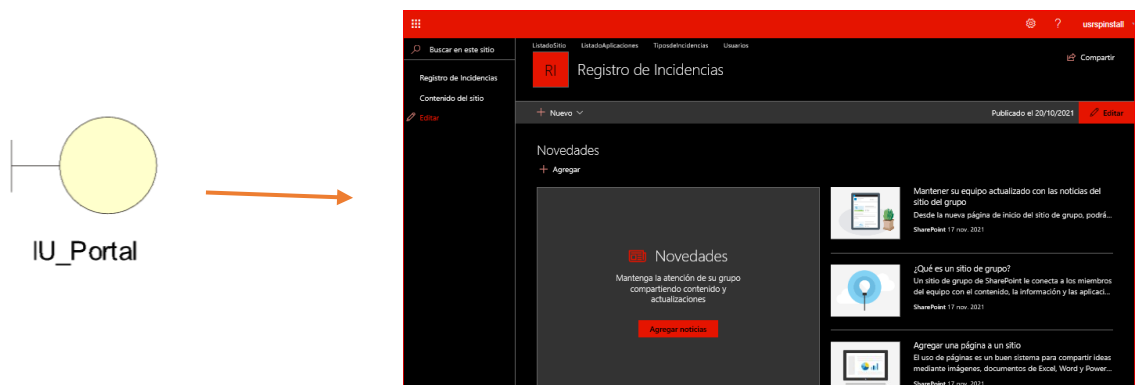 IU_Portal
usrspinstall
Buscar en este sitio
Registro de Incidencias
Contenido del sitio
Editar
ListadoSitio ListadoAplicaciones TiposdeIncidencias Usuarios
RI
Registro de Incidencias
Compartir
Nuevo
Publicado el 20/10/2021
Editar
Novedades
Agregar
Novedades
Mantenga la atención de su grupo
compartiendo contenido y
actualizaciones
Agregar noticias
Mantener su equipo actualizado con las noticias del
sitio del grupo
Desde la nueva página de inicio del sitio de grupo, podrá...
SharePoint 17 nov. 2021
¿Qué es un sitio de grupo?
Un sitio de grupo de SharePoint le conecta a los miembros
del equipo con el contenido, la información y las aplicaci...
SharePoint 17 nov. 2021
Agregar una página a un sitio
El uso de páginas es un buen sistema para compartir ideas
mediante imágenes, documentos de Excel, Word y Power...
SharePoint 17 nov. 2021